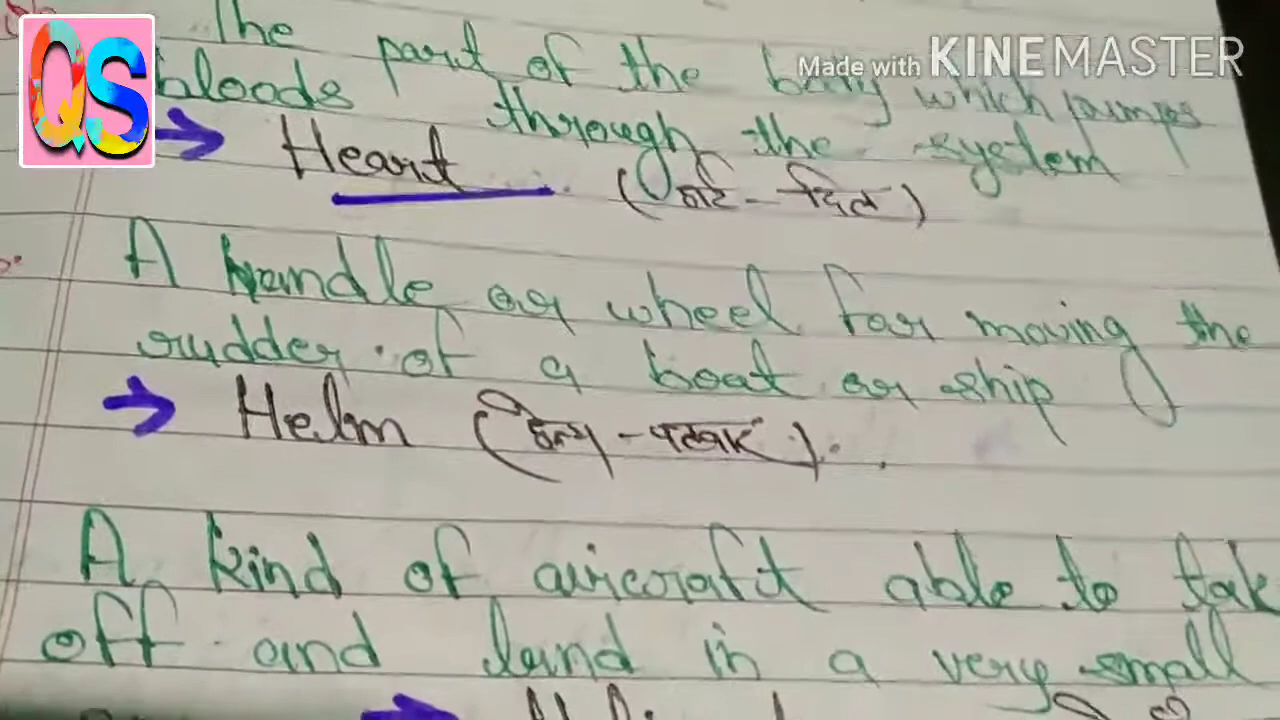 QS
Made with KINEMASTER
The part of the body which pumps
bloods through the system
→ Heart (हार्ट - दिल)
A handle or wheel for moving the
rudder of a boat or ship
→ Helm (हेल्म - पतवार)
A kind of aircraft able to tak
off and land in a very small